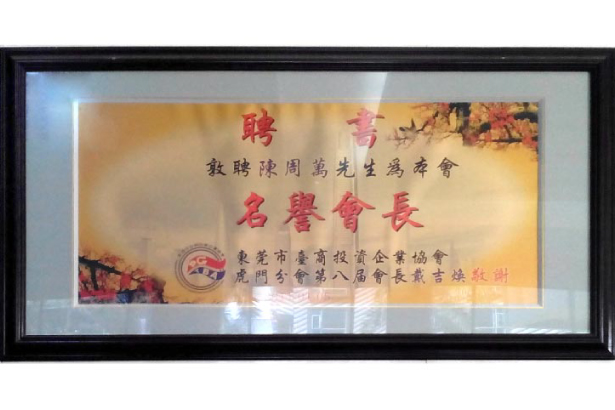 聘書
敦聘陳周萬先生為本會
名譽會長
東莞市臺商投資企業協會
虎門分會第八届會長戴吉煥敬謝